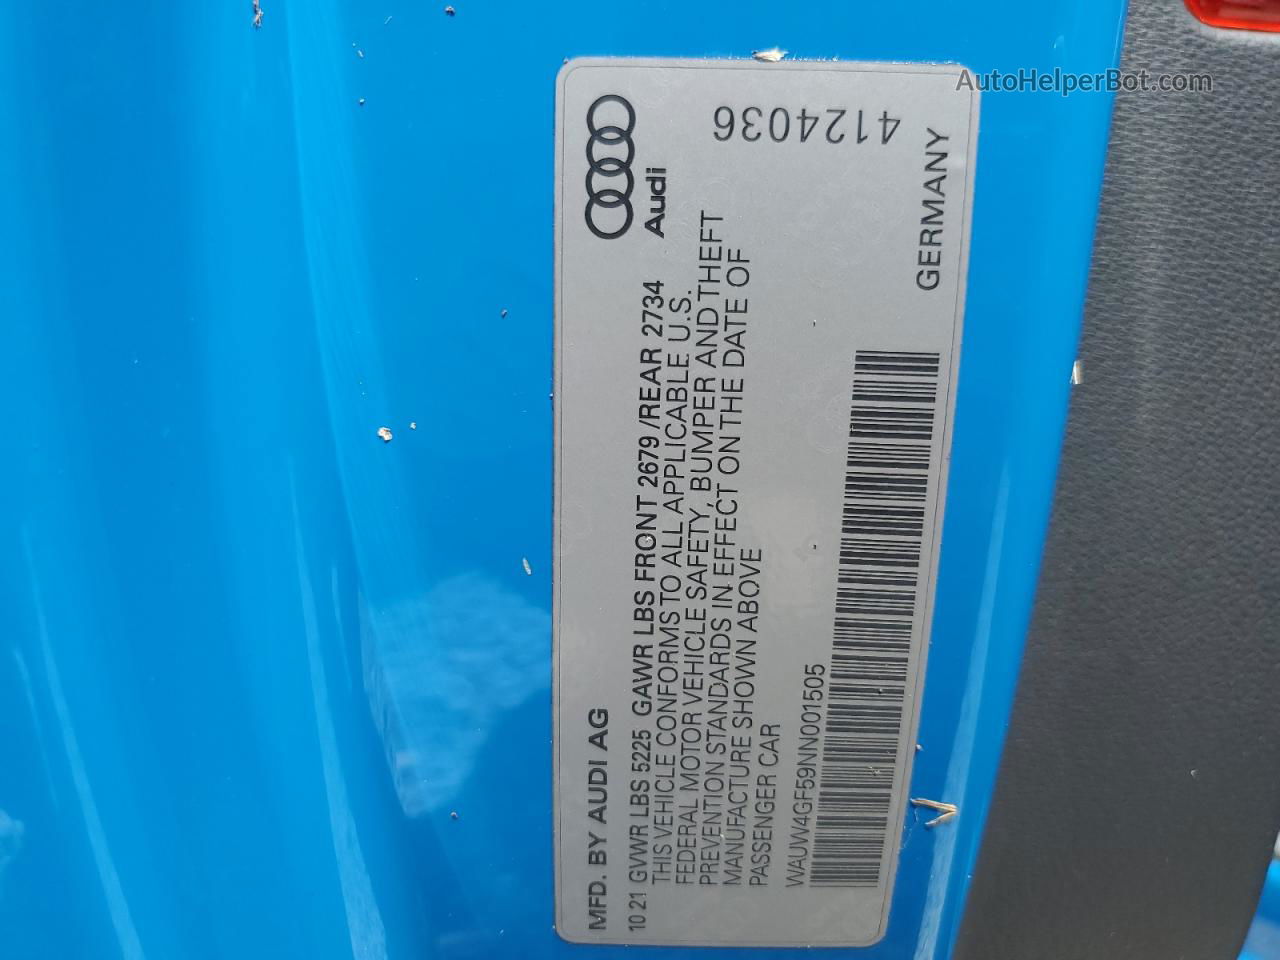 AutoHelperBot.com
MFD. BY AUDI AG
Audi
10 21 GVWR LBS 5225 GAWR LBS FRONT 2679 /REAR 2734
THIS VEHICLE CONFORMS TO ALL APPLICABLE U.S.
FEDERAL MOTOR VEHICLE SAFETY, BUMPER AND THEFT
PREVENTION STANDARDS IN EFFECT ON THE DATE OF
MANUFACTURE SHOWN ABOVE
PASSENGER CAR
WAUW4GF59NN001505
GERMANY
4124036